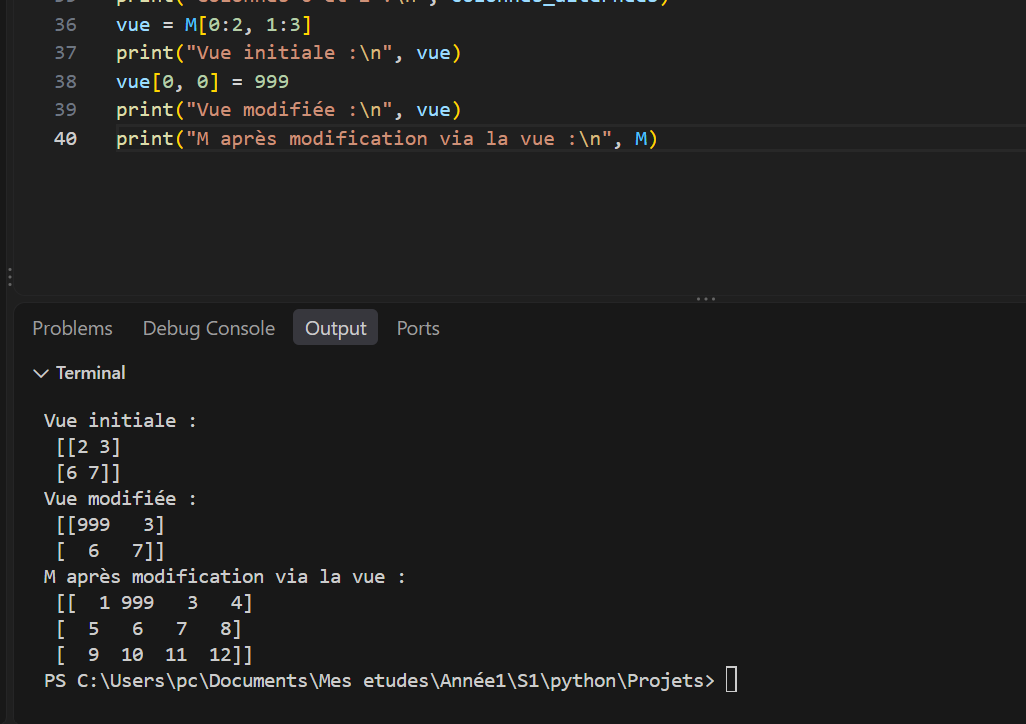 36 vue = M[0:2, 1:3]
37 print("Vue initiale :\n", vue)
38 vue[0, 0] = 999
39 print("Vue modifiée :\n", vue)
40 print("M après modification via la vue :\n", M)
Problems Debug Console Output Ports
Terminal
Vue initiale :
 [[2 3]
 [6 7]]
Vue modifiée :
 [[999   3]
 [  6   7]]
M après modification via la vue :
 [[  1 999   3   4]
 [  5   6   7   8]
 [  9  10  11  12]]
PS C:\Users\pc\Documents\Mes etudes\Année1\S1\python\Projets>